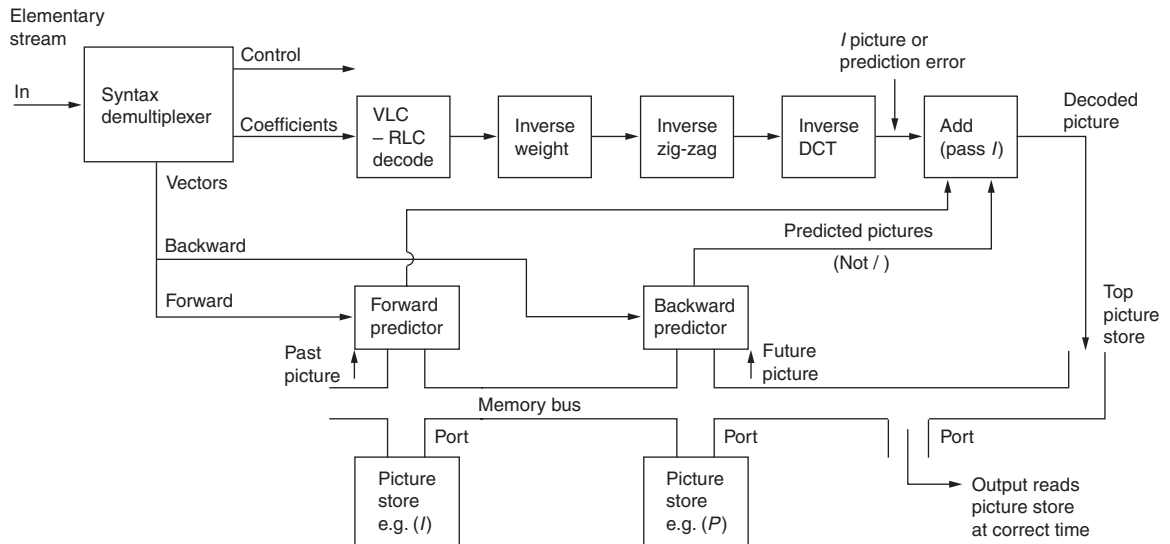 Elementary
stream
In
Syntax
demultiplexer
Control
Coefficients
Vectors
VLC
– RLC
decode
Inverse
weight
Inverse
zig-zag
Inverse
DCT
I picture or
prediction error
Add
(pass I)
Decoded
picture
Backward
Forward
Predicted pictures
(Not / )
Forward
predictor
Backward
predictor
Past
picture
Future
picture
Top
picture
store
Memory bus
Port
Port
Port
Picture
store
e.g. (I)
Picture
store
e.g. (P)
Output reads
picture store
at correct time